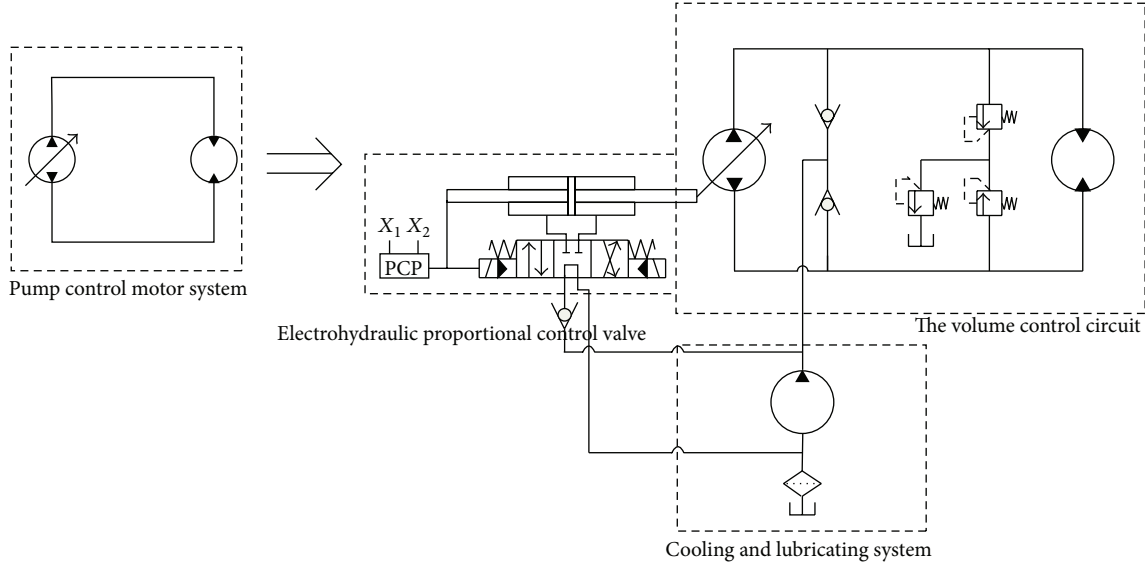 X1 X2
PCP
Pump control motor system
Electrohydraulic proportional control valve
The volume control circuit
Cooling and lubricating system